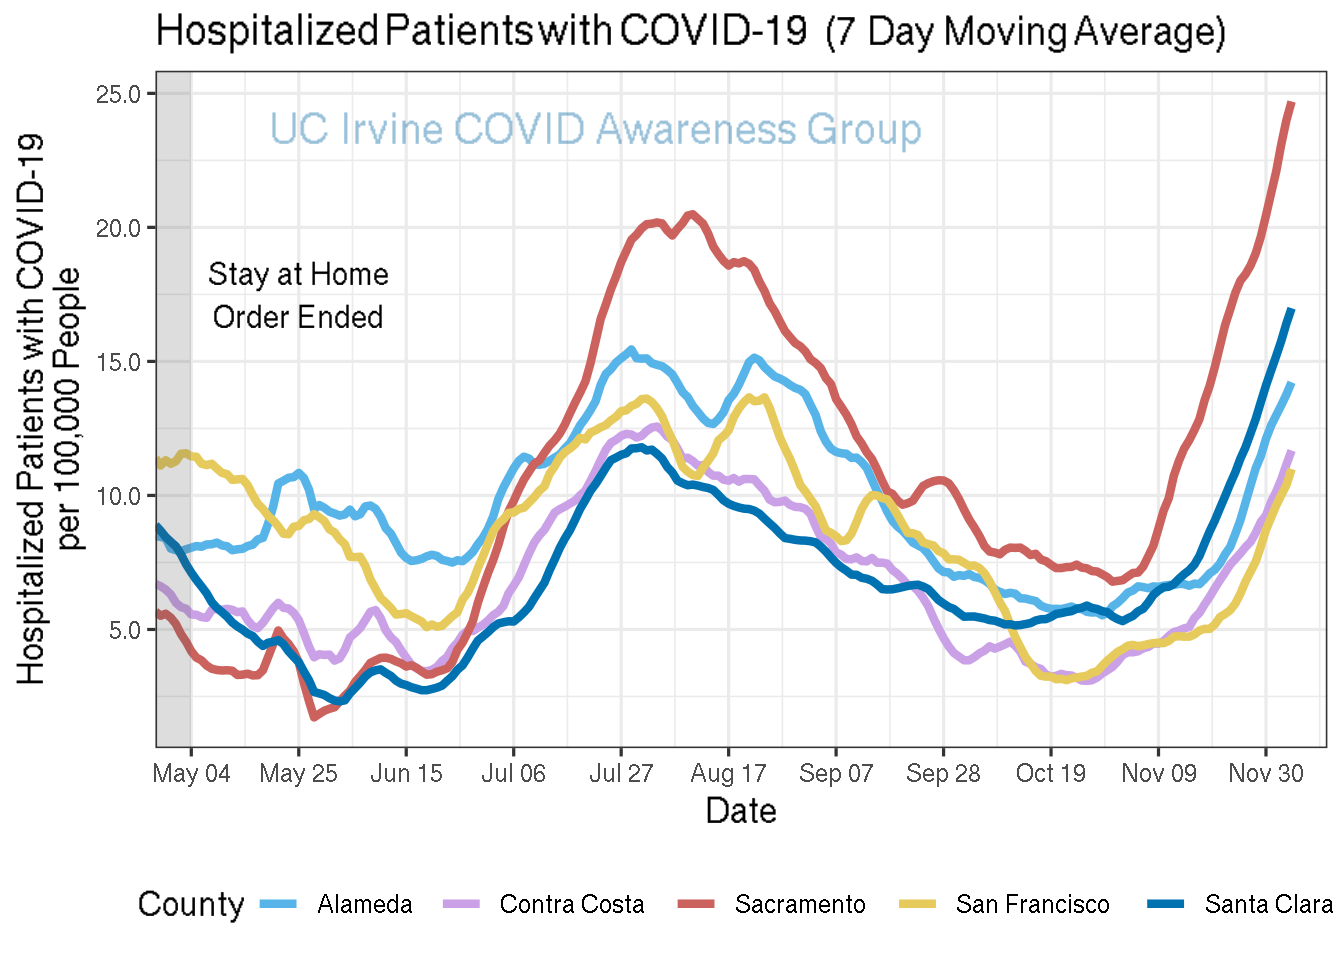 Hospitalized Patients with COVID-19 (7 Day Moving Average)
UC Irvine COVID Awareness Group
Stay at Home
Order Ended
Hospitalized Patients with COVID-19
per 100,000 People
25.0
20.0
15.0
10.0
5.0
May 04 May 25 Jun 15 Jul 06 Jul 27 Aug 17 Sep 07 Sep 28 Oct 19 Nov 09 Nov 30
Date
County Alameda Contra Costa Sacramento San Francisco Santa Clara